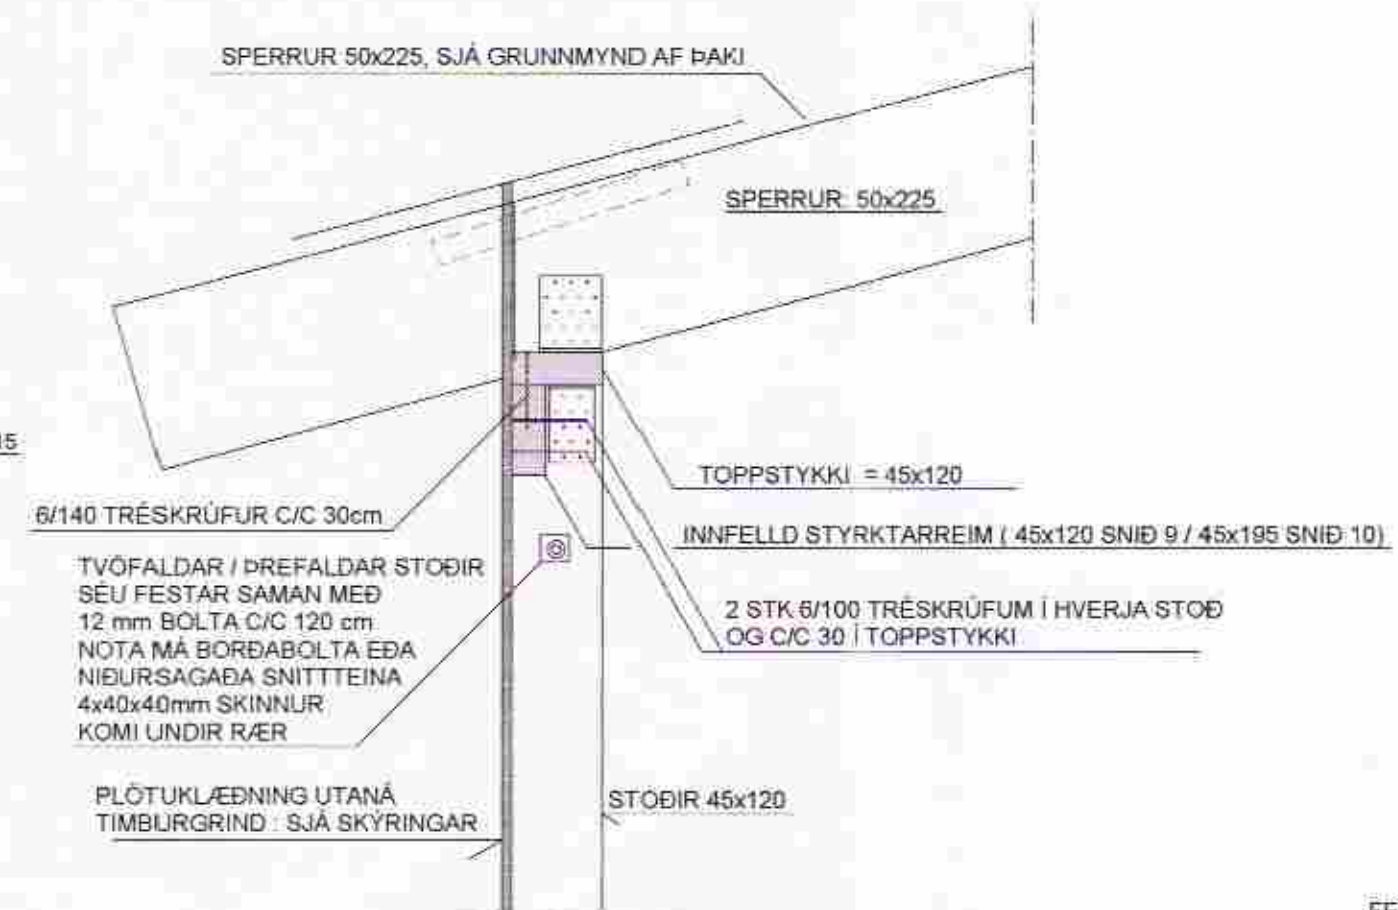 SPERRUR 50x225, SJÁ GRUNNMYND AF ÞAKI
SPERRUR: 50x225
15
TOPPSTYKKI = 45x120
6/140 TRÉSKRÚFUR C/C 30cm
INNFELLD STYRKTARREIM ( 45x120 SNIÐ 9 / 45x195 SNIÐ 10)
TVÖFALDAR / ÞREFALDAR STOÐIR
SÉU FESTAR SAMAN MEÐ
12 mm BOLTA C/C 120 cm
NOTA MÁ BORÐABOLTA EÐA
NIÐURSAGAÐA SNITTTEINA
4x40x40mm SKINNUR
KOMI UNDIR RÆR
2 STK 6/100 TRÉSKRÚFUM Í HVERJA STOÐ
OG C/C 30 Í TOPPSTYKKI
PLÖTUKLÆÐNING UTANÁ
TIMBURGRIND : SJÁ SKÝRINGAR
STOÐIR 45x120